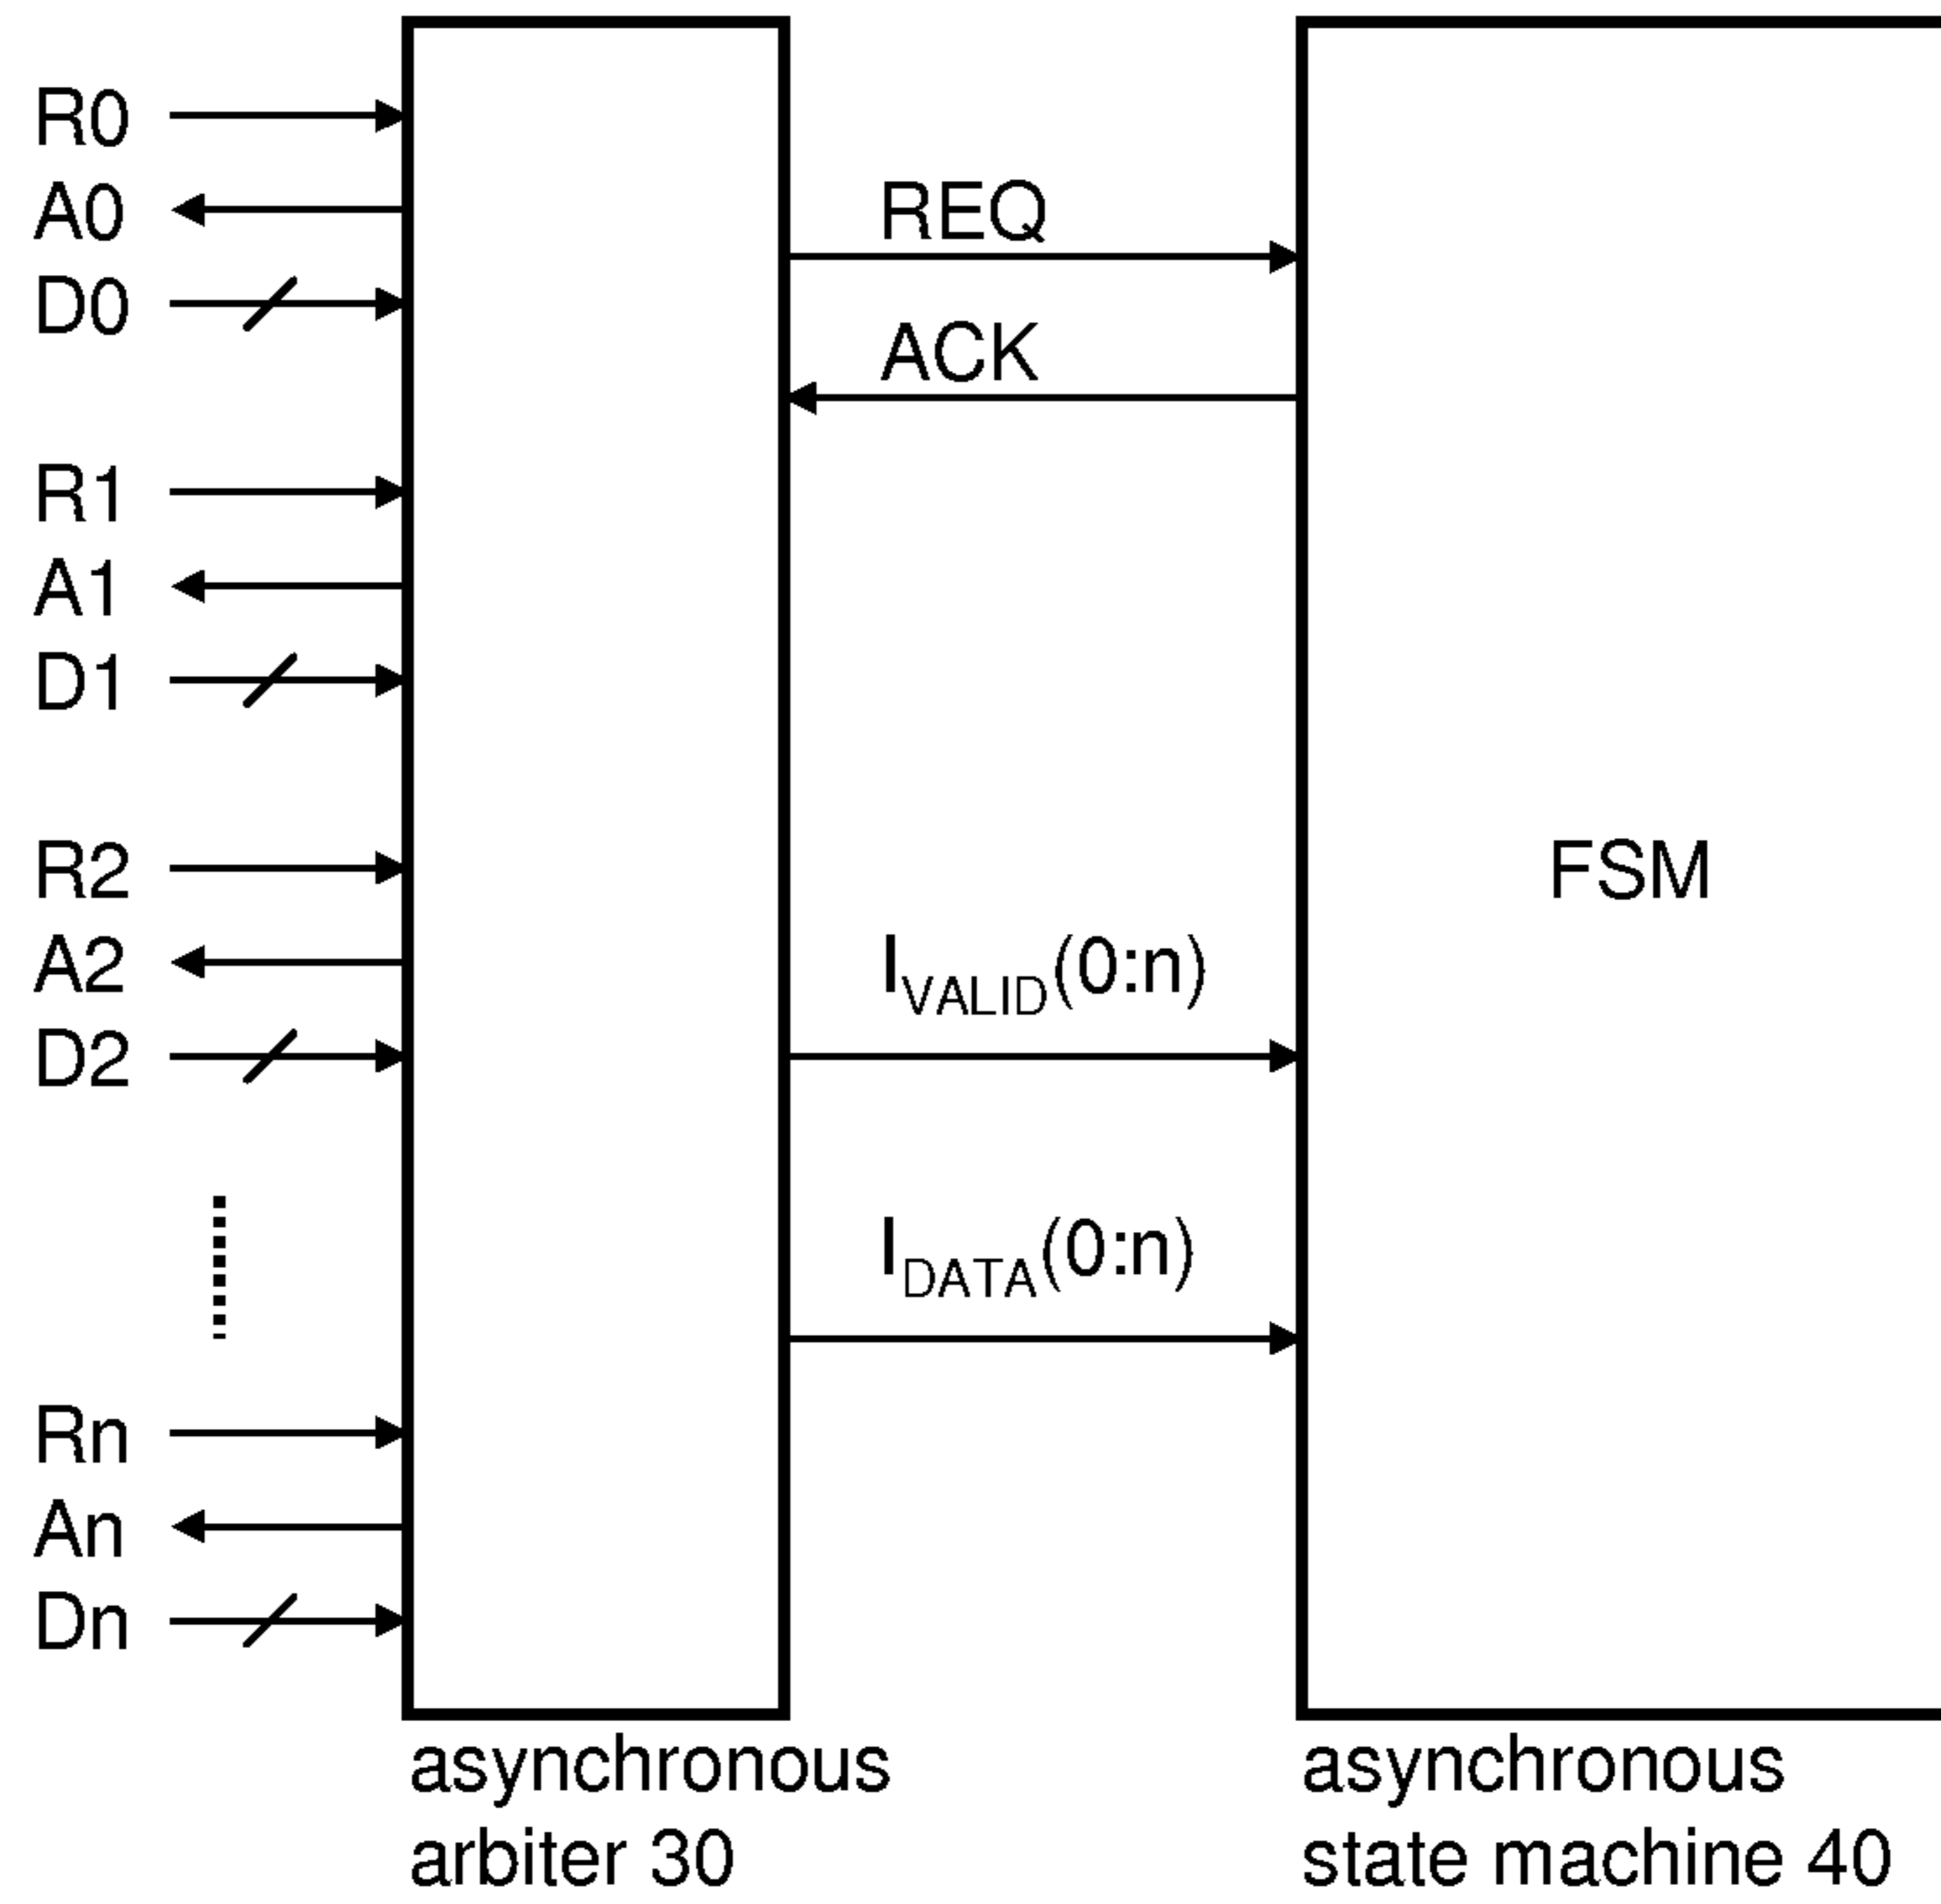 R0
A0
D0
REQ
ACK
R1
A1
D1
R2
A2
D2
FSM
I_VALID(0:n)
I_DATA(0:n)
Rn
An
Dn
asynchronous
arbiter 30
asynchronous
state machine 40